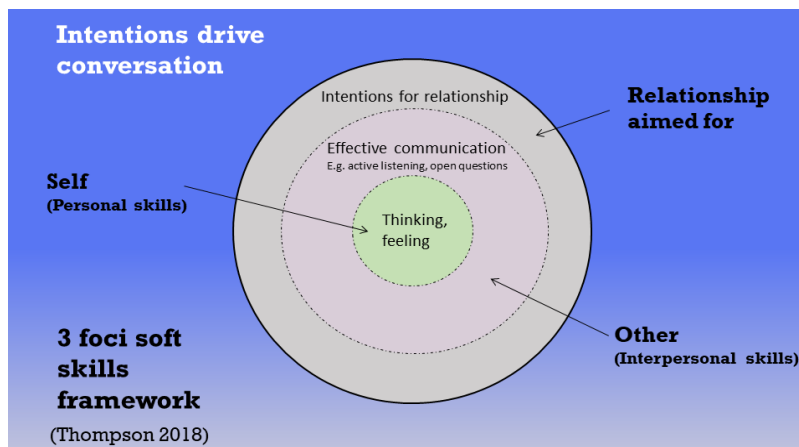 Intentions drive
conversation
Intentions for relationship
Relationship
aimed for
Effective communication
E.g. active listening, open questions
Self
(Personal skills)
Thinking,
feeling
Other
(Interpersonal skills)
3 foci soft
skills
framework
(Thompson 2018)